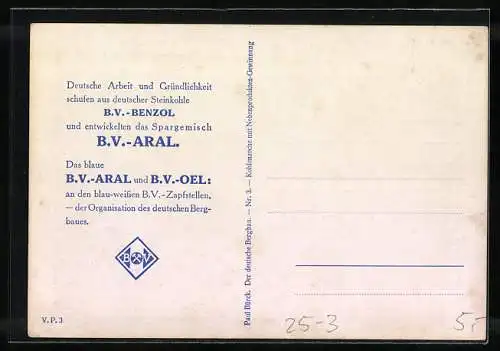 Deutsche Arbeit und Gründlichkeit
schufen aus deutscher Steinkohle
B.V.-BENZOL
und entwickelten das Spargemisch
B.V.-ARAL.
Das blaue
B.V.-ARAL und B.V.-OEL:
an den blau-weißen B.V.-Zapfstellen,
— der Organisation des deutschen Berg-
baues.
B V
V.P.3
Paul Bürck. Der deutsche Bergbau. — Nr. 3. — Kohlenzeche mit Nebenprodukten-Gewinnung
25-3
5,-